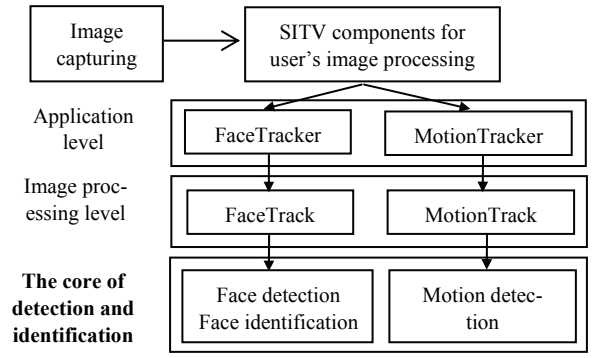 Image
capturing
SITV components for
user's image processing
Application
level
FaceTracker
MotionTracker
Image proc-
essing level
FaceTrack
MotionTrack
The core of
detection and
identification
Face detection
Face identification
Motion detec-
tion